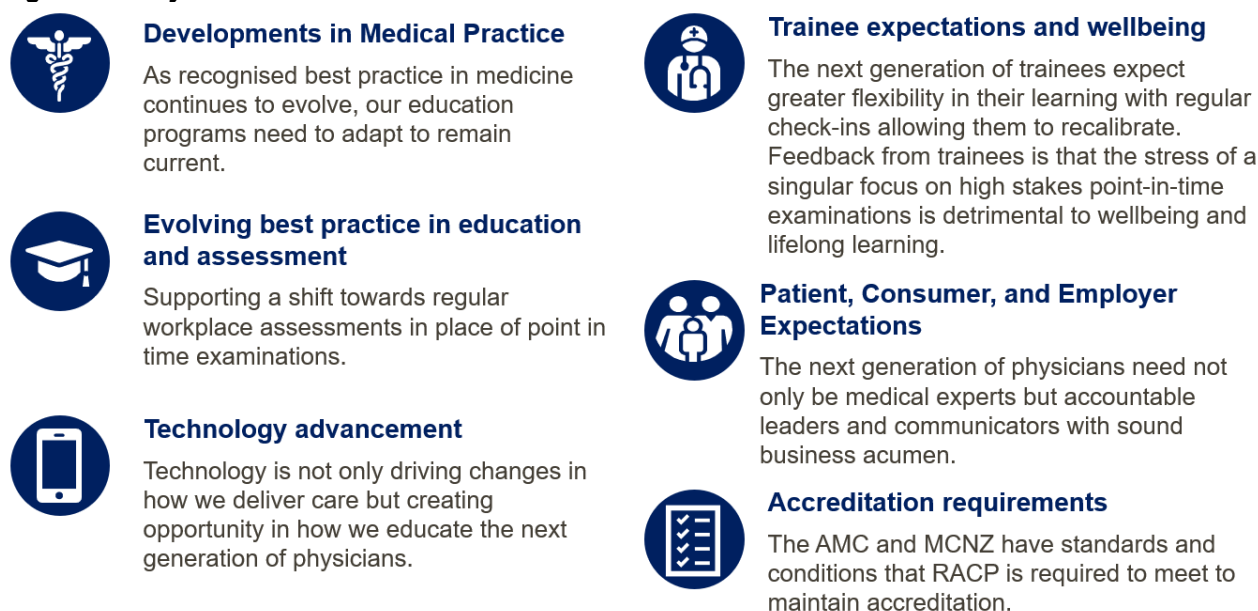 Developments in Medical Practice
As recognised best practice in medicine
continues to evolve, our education
programs need to adapt to remain
current.
Evolving best practice in education
and assessment
Supporting a shift towards regular
workplace assessments in place of point in
time examinations.
Technology advancement
Technology is not only driving changes in
how we deliver care but creating
opportunity in how we educate the next
generation of physicians.
Trainee expectations and wellbeing
The next generation of trainees expect
greater flexibility in their learning with regular
check-ins allowing them to recalibrate.
Feedback from trainees is that the stress of a
singular focus on high stakes point-in-time
examinations is detrimental to wellbeing and
lifelong learning.
Patient, Consumer, and Employer
Expectations
The next generation of physicians need not
only be medical experts but accountable
leaders and communicators with sound
business acumen.
Accreditation requirements
The AMC and MCNZ have standards and
conditions that RACP is required to meet to
maintain accreditation.